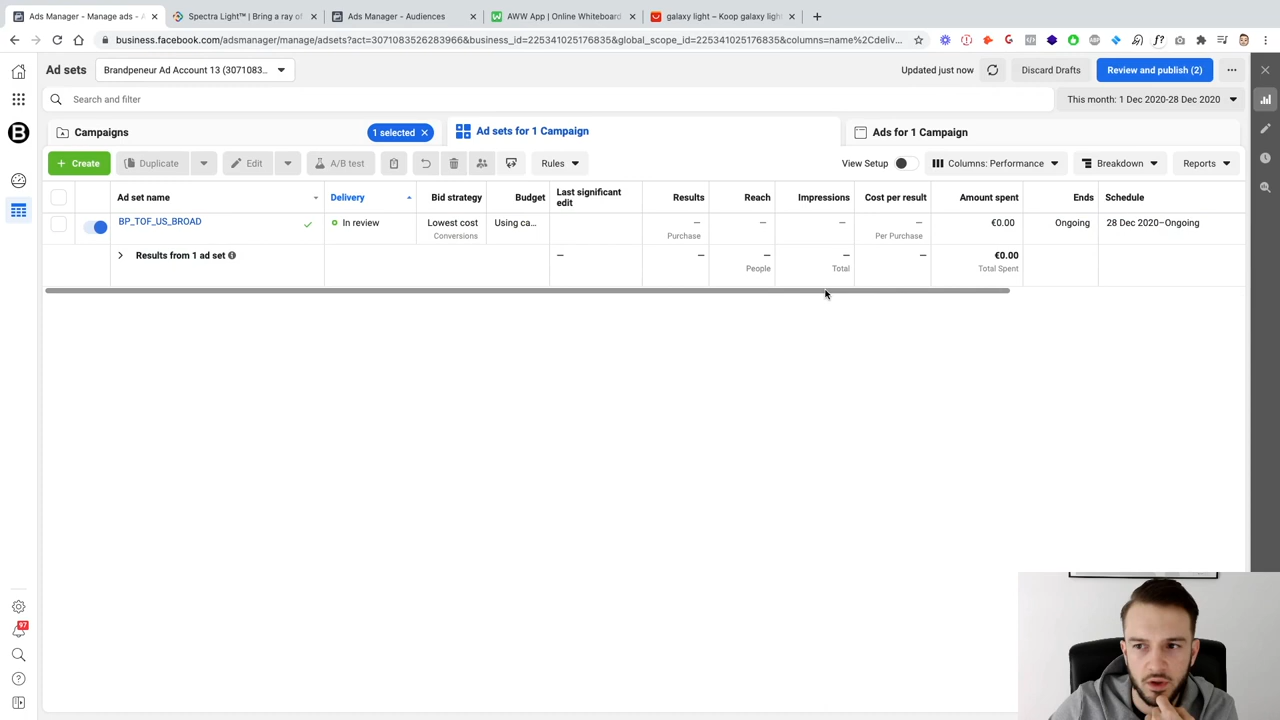 Ads Manager - Manage ads - A
Spectra Light™ | Bring a ray of
Ads Manager - Audiences
AWW App | Online Whiteboard
galaxy light – Koop galaxy light
business.facebook.com/adsmanager/manage/adsets?act=3071083526283966&business_id=225341025176835&global_scope_id=225341025176835&columns=name%2Cdeliv...
Ad sets
Brandpeneur Ad Account 13 (3071083...
Updated just now
Discard Drafts
Review and publish (2)
Search and filter
This month: 1 Dec 2020-28 Dec 2020
Campaigns
1 selected
Ad sets for 1 Campaign
Ads for 1 Campaign
+ Create
Duplicate
Edit
A/B test
Rules
View Setup
Columns: Performance
Breakdown
Reports
Ad set name
Delivery
Bid strategy
Budget
Last significant
edit
Results
Reach
Impressions
Cost per result
Amount spent
Ends
Schedule
BP_TOF_US_BROAD
In review
Lowest cost
Conversions
Using ca...
—
Purchase
—
—
—
Per Purchase
€0.00
Ongoing
28 Dec 2020–Ongoing
Results from 1 ad set
—
—
—
People
—
Total
—
€0.00
Total Spent
97